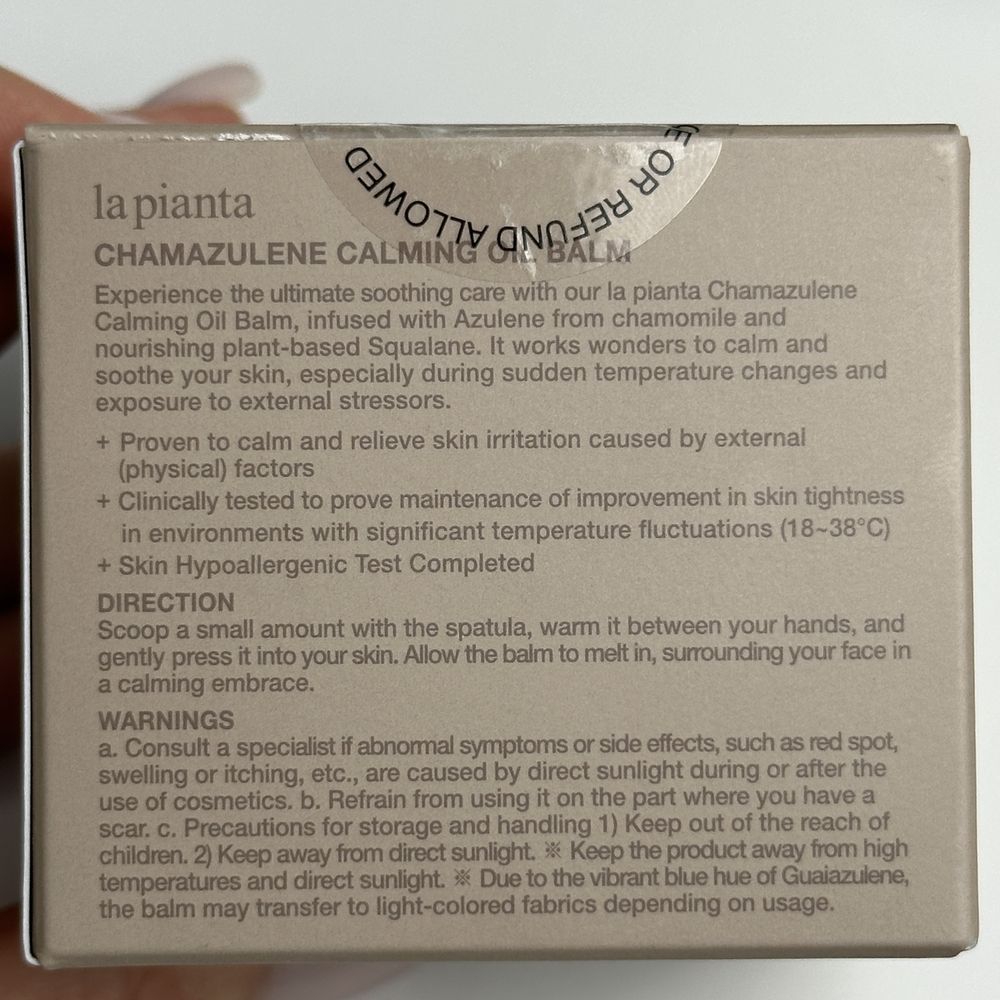 la pianta
CHAMAZULENE CALMING OIL BALM
E OR REFUND ALLOWED
Experience the ultimate soothing care with our la pianta Chamazulene
Calming Oil Balm, infused with Azulene from chamomile and
nourishing plant-based Squalane. It works wonders to calm and
soothe your skin, especially during sudden temperature changes and
exposure to external stressors.
+ Proven to calm and relieve skin irritation caused by external
(physical) factors
+ Clinically tested to prove maintenance of improvement in skin tightness
in environments with significant temperature fluctuations (18~38°C)
+ Skin Hypoallergenic Test Completed
DIRECTION
Scoop a small amount with the spatula, warm it between your hands, and
gently press it into your skin. Allow the balm to melt in, surrounding your face in
a calming embrace.
WARNINGS
a. Consult a specialist if abnormal symptoms or side effects, such as red spot,
swelling or itching, etc., are caused by direct sunlight during or after the
use of cosmetics. b. Refrain from using it on the part where you have a
scar. c. Precautions for storage and handling 1) Keep out of the reach of
children. 2) Keep away from direct sunlight. ※ Keep the product away from high
temperatures and direct sunlight. ※ Due to the vibrant blue hue of Guaiazulene,
the balm may transfer to light-colored fabrics depending on usage.